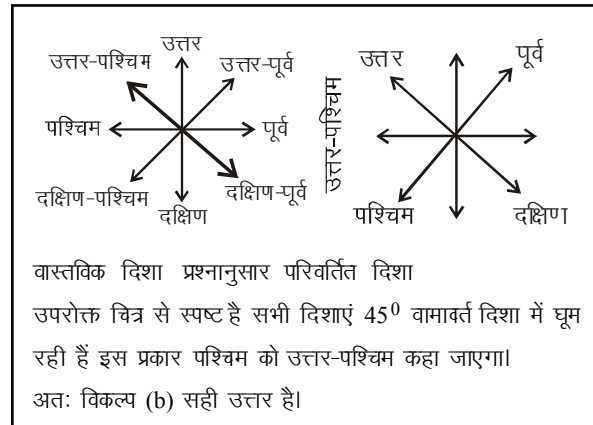 उत्तर
उत्तर-पश्चिम
उत्तर-पूर्व
पश्चिम
पूर्व
दक्षिण-पश्चिम
दक्षिण-पूर्व
दक्षिण
उत्तर
पूर्व
उत्तर-पश्चिम
पश्चिम
दक्षिण
वास्तविक दिशा प्रश्नानुसार परिवर्तित दिशा
उपरोक्त चित्र से स्पष्ट है सभी दिशाएं 45⁰ वामावर्त दिशा में घूम
रही हैं इस प्रकार पश्चिम को उत्तर-पश्चिम कहा जाएगा।
अतः विकल्प (b) सही उत्तर है।